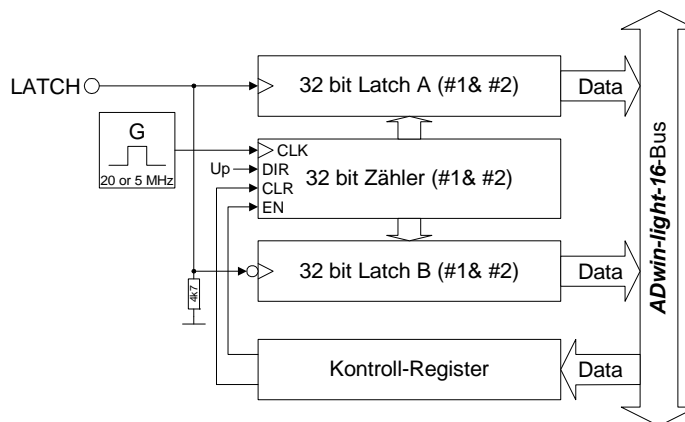 32 bit Latch A (#1& #2)
Data
LATCH
G
20 or 5 MHz
CLK
Up
DIR
CLR
EN
32 bit Zähler (#1& #2)
32 bit Latch B (#1& #2)
Data
4k7
Kontroll-Register
Data
ADwin-light-16-Bus